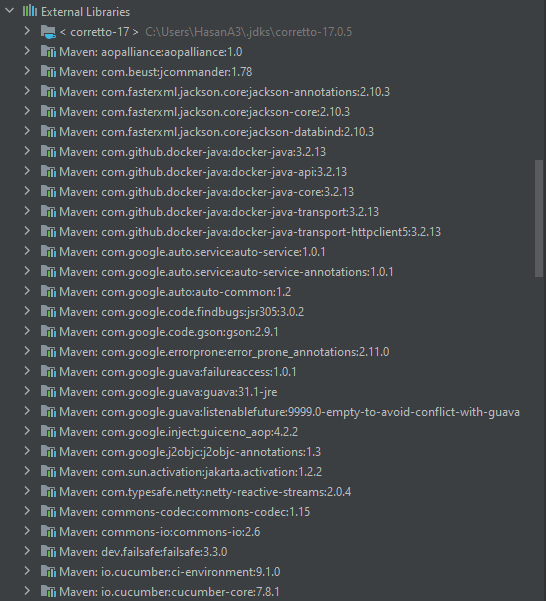 External Libraries
< corretto-17 > C:\Users\HasanA3\.jdks\corretto-17.0.5
Maven: aopalliance:aopalliance:1.0
Maven: com.beust:jcommander:1.78
Maven: com.fasterxml.jackson.core:jackson-annotations:2.10.3
Maven: com.fasterxml.jackson.core:jackson-core:2.10.3
Maven: com.fasterxml.jackson.core:jackson-databind:2.10.3
Maven: com.github.docker-java:docker-java:3.2.13
Maven: com.github.docker-java:docker-java-api:3.2.13
Maven: com.github.docker-java:docker-java-core:3.2.13
Maven: com.github.docker-java:docker-java-transport:3.2.13
Maven: com.github.docker-java:docker-java-transport-httpclient5:3.2.13
Maven: com.google.auto.service:auto-service:1.0.1
Maven: com.google.auto.service:auto-service-annotations:1.0.1
Maven: com.google.auto:auto-common:1.2
Maven: com.google.code.findbugs:jsr305:3.0.2
Maven: com.google.code.gson:gson:2.9.1
Maven: com.google.errorprone:error_prone_annotations:2.11.0
Maven: com.google.guava:failureaccess:1.0.1
Maven: com.google.guava:guava:31.1-jre
Maven: com.google.guava:listenablefuture:9999.0-empty-to-avoid-conflict-with-guava
Maven: com.google.inject:guice:no_aop:4.2.2
Maven: com.google.j2objc:j2objc-annotations:1.3
Maven: com.sun.activation:jakarta.activation:1.2.2
Maven: com.typesafe.netty:netty-reactive-streams:2.0.4
Maven: commons-codec:commons-codec:1.15
Maven: commons-io:commons-io:2.6
Maven: dev.failsafe:failsafe:3.3.0
Maven: io.cucumber:ci-environment:9.1.0
Maven: io.cucumber:cucumber-core:7.8.1